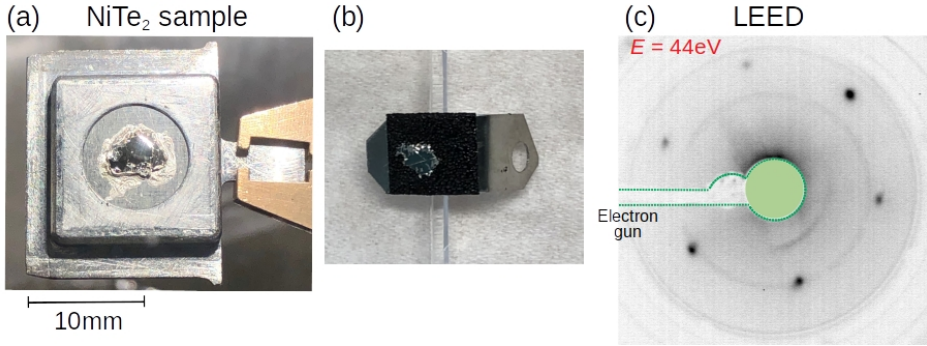 (a) NiTe₂ sample
(b)
(c) LEED
E = 44eV
Electron
gun
10mm